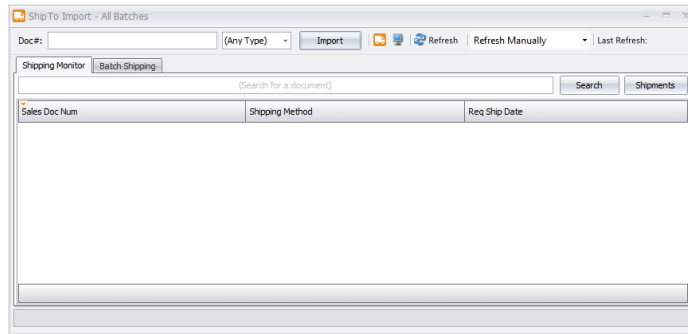 ShipTo Import - All Batches
Doc#: (Any Type) Import Refresh Refresh Manually Last Refresh:
Shipping Monitor Batch Shipping
(Search for a document) Search Shipments
Sales Doc Num Shipping Method Req Ship Date